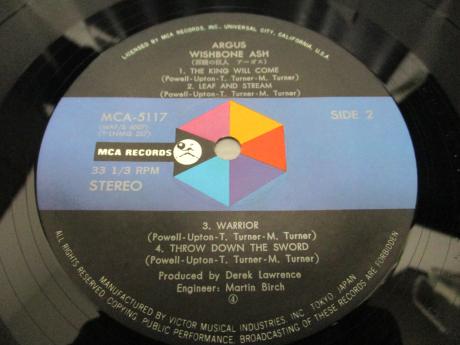 LICENSED BY MCA RECORDS, INC., UNIVERSAL CITY, CALIFORNIA, U.S.A.
ARGUS
WISHBONE ASH
(百眼の巨人 アーガス)
1. THE KING WILL COME
(Powell-Upton-T. Turner-M. Turner)
2. LEAF AND STREAM
(Powell-Upton-T. Turner-M. Turner)
MCA-5117
SIDE 2
MCA RECORDS
33 1/3 RPM
STEREO
3. WARRIOR
(Powell-Upton-T. Turner-M. Turner)
4. THROW DOWN THE SWORD
(Powell-Upton-T. Turner-M. Turner)
Produced by Derek Lawrence
Engineer: Martin Birch
④
MANUFACTURED BY VICTOR MUSICAL INDUSTRIES, INC. TOKYO, JAPAN
ALL RIGHTS RESERVED. UNAUTHORIZED COPYING, PUBLIC PERFORMANCE, BROADCASTING OF THESE RECORDS ARE FORBIDDEN